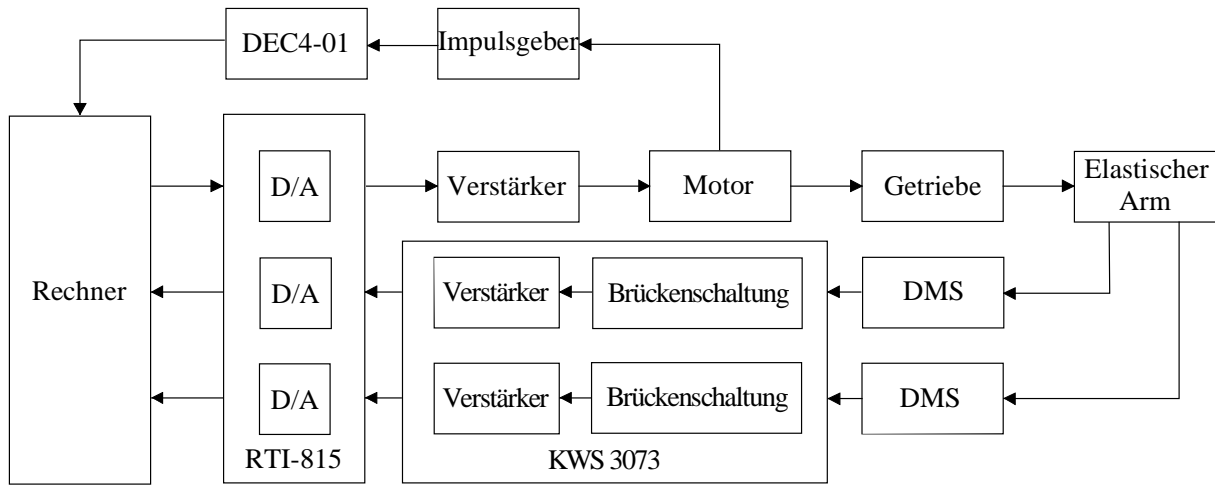 DEC4-01
Impulsgeber
D/A
Verstärker
Motor
Getriebe
Elastischer
Arm
Rechner
D/A
Verstärker
Brückenschaltung
DMS
D/A
Verstärker
Brückenschaltung
DMS
RTI-815
KWS 3073